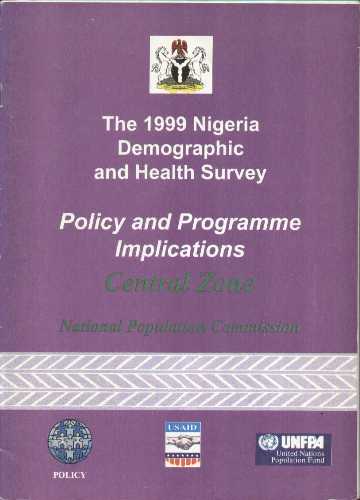 The 1999 Nigeria
Demographic
and Health Survey
Policy and Programme
Implications
Central Zone
National Population Commission
POLICY
USAID
UNFPA
United Nations
Population Fund